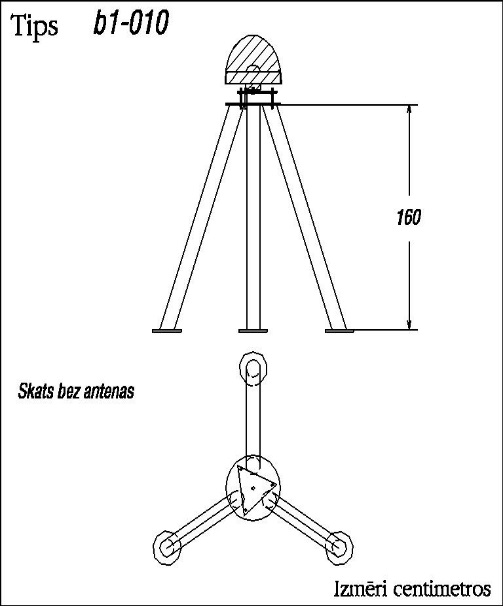 Tips b1-010
160
Skats bez antenas
Izmēri centimetros